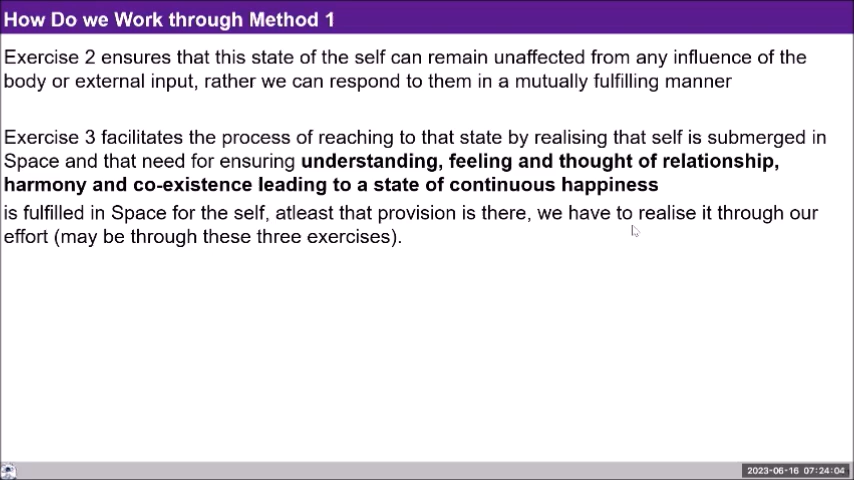 How Do we Work through Method 1
Exercise 2 ensures that this state of the self can remain unaffected from any influence of the
body or external input, rather we can respond to them in a mutually fulfilling manner
Exercise 3 facilitates the process of reaching to that state by realising that self is submerged in
Space and that need for ensuring understanding, feeling and thought of relationship,
harmony and co-existence leading to a state of continuous happiness
is fulfilled in Space for the self, atleast that provision is there, we have to realise it through our
effort (may be through these three exercises).
2023-06-16 07:24:04